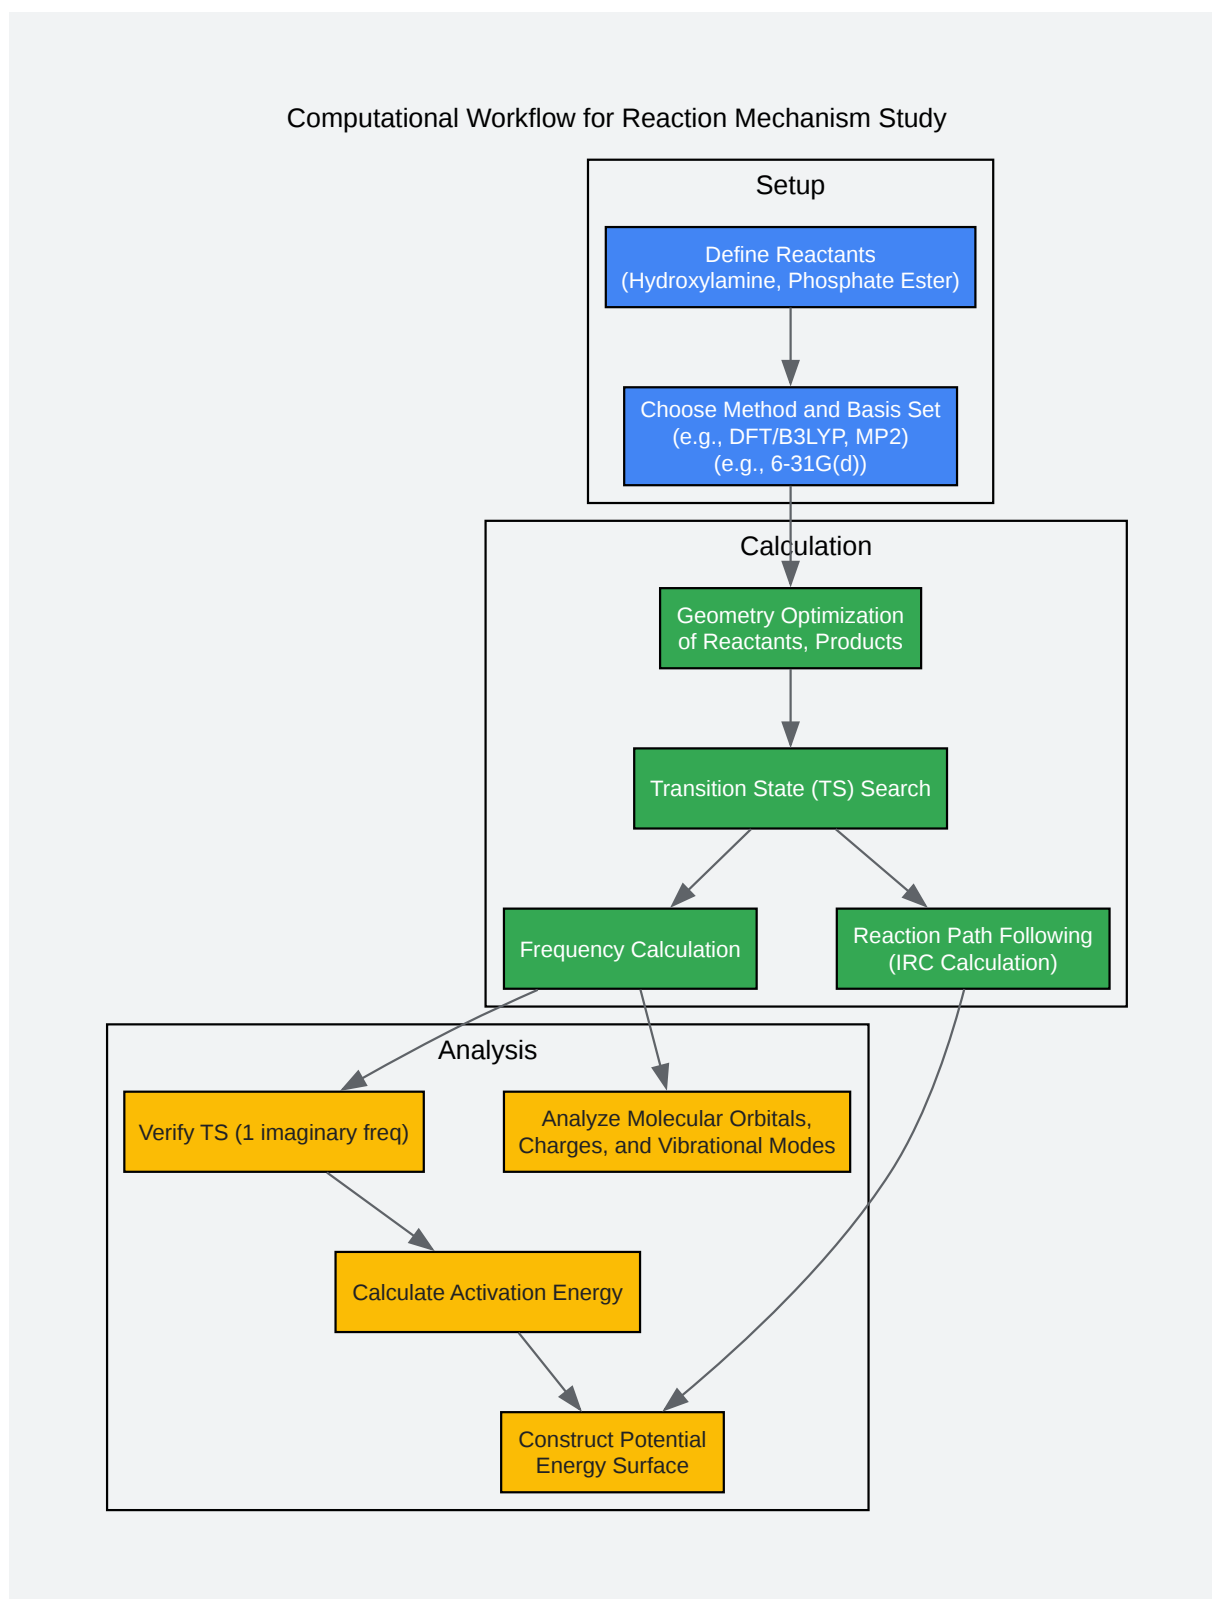 Computational Workflow for Reaction Mechanism Study
Setup
Define Reactants
(Hydroxylamine, Phosphate Ester)
Choose Method and Basis Set
(e.g., DFT/B3LYP, MP2)
(e.g., 6-31G(d))
Calculation
Geometry Optimization
of Reactants, Products
Transition State (TS) Search
Frequency Calculation
Reaction Path Following
(IRC Calculation)
Analysis
Verify TS (1 imaginary freq)
Analyze Molecular Orbitals,
Charges, and Vibrational Modes
Calculate Activation Energy
Construct Potential
Energy Surface